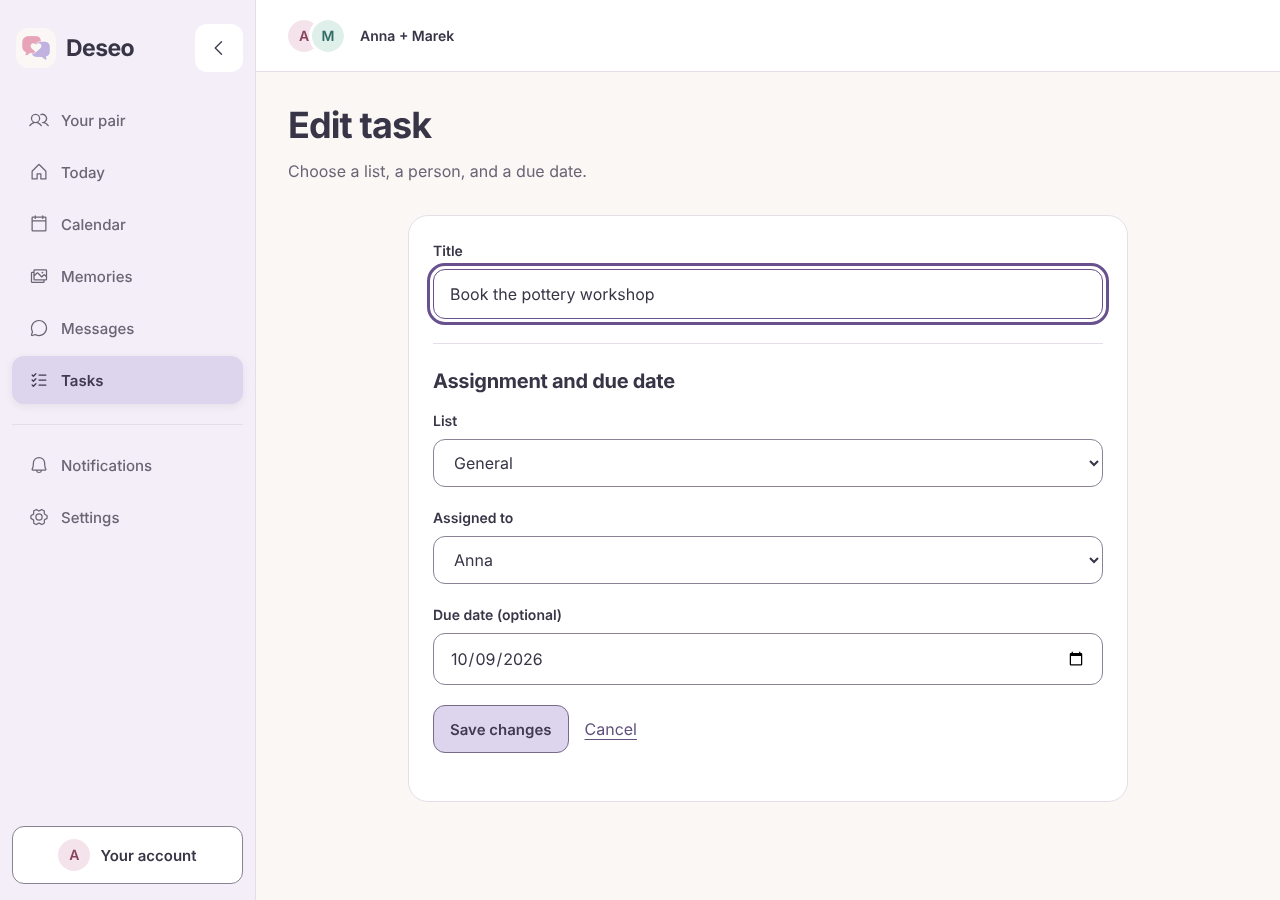 Deseo
Your pair
Today
Calendar
Memories
Messages
Tasks
Notifications
Settings
A Your account
A M Anna + Marek
Edit task
Choose a list, a person, and a due date.
Title
Book the pottery workshop
Assignment and due date
List
General
Assigned to
Anna
Due date (optional)
10/09/2026
Save changes Cancel